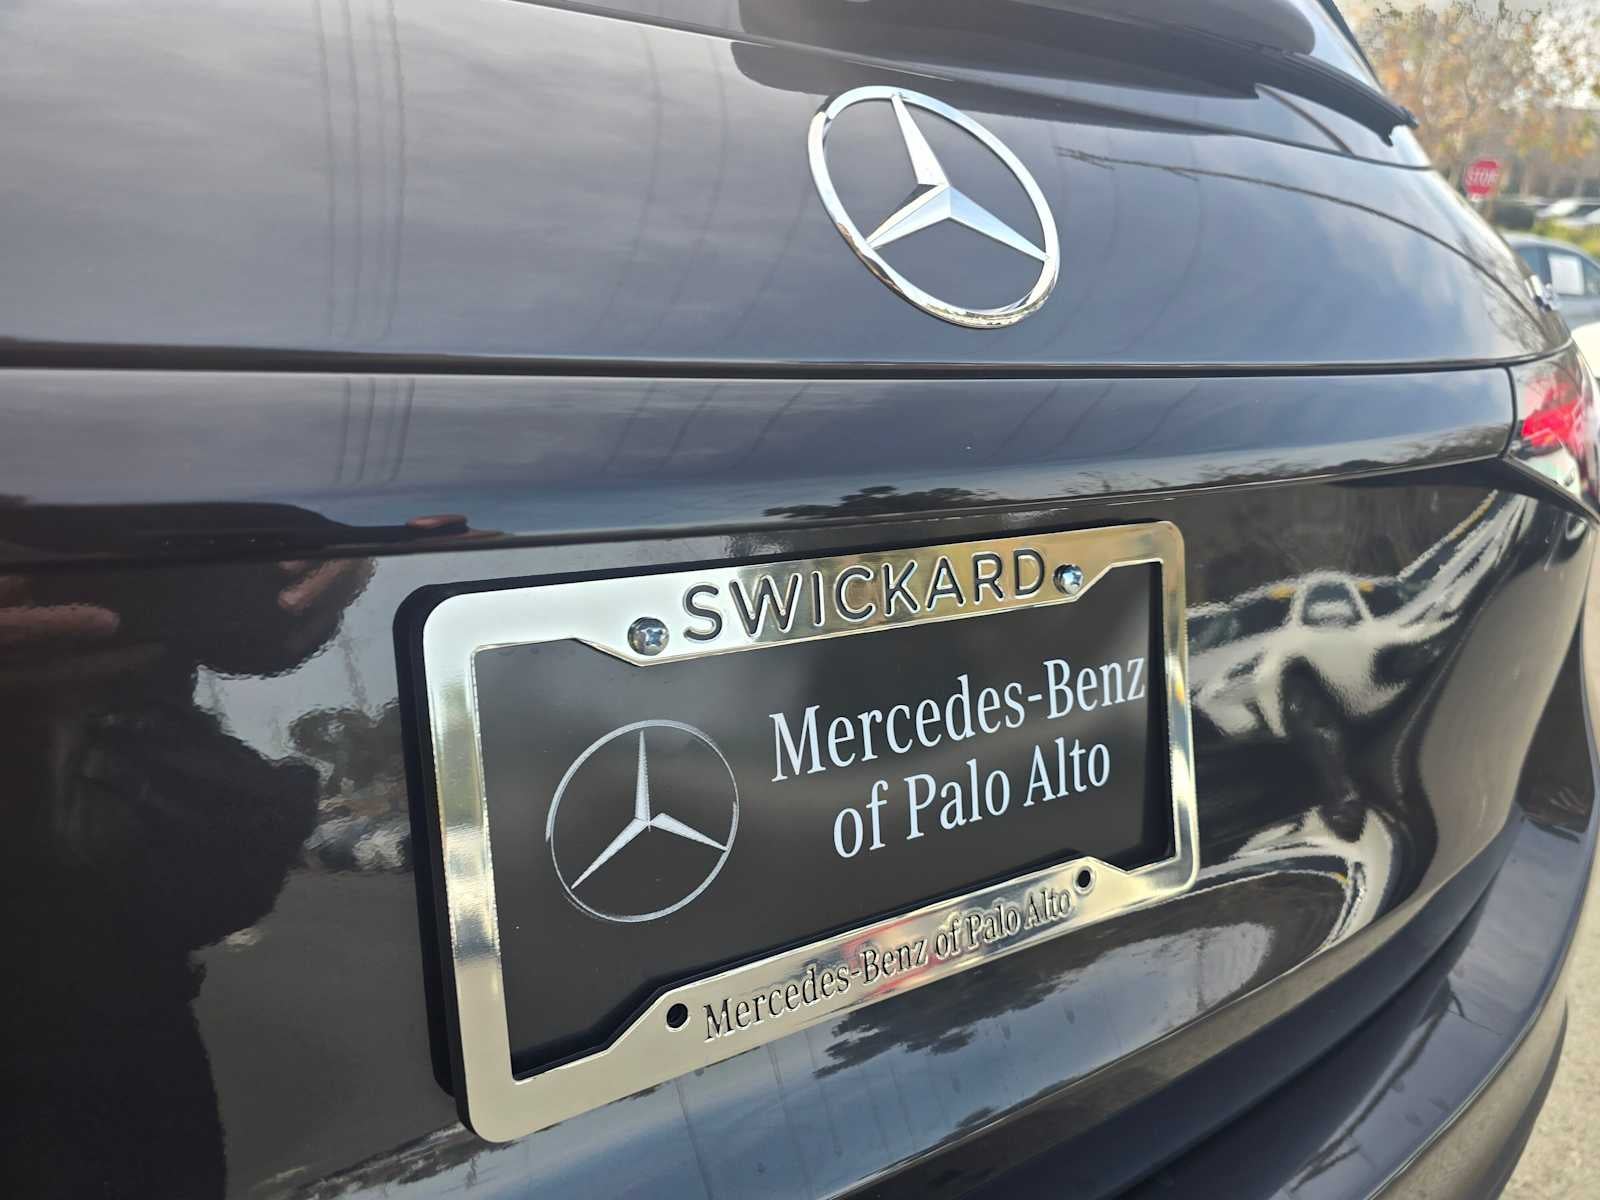 STOP
SWICKARD
Mercedes-Benz
of Palo Alto
Mercedes-Benz of Palo Alto